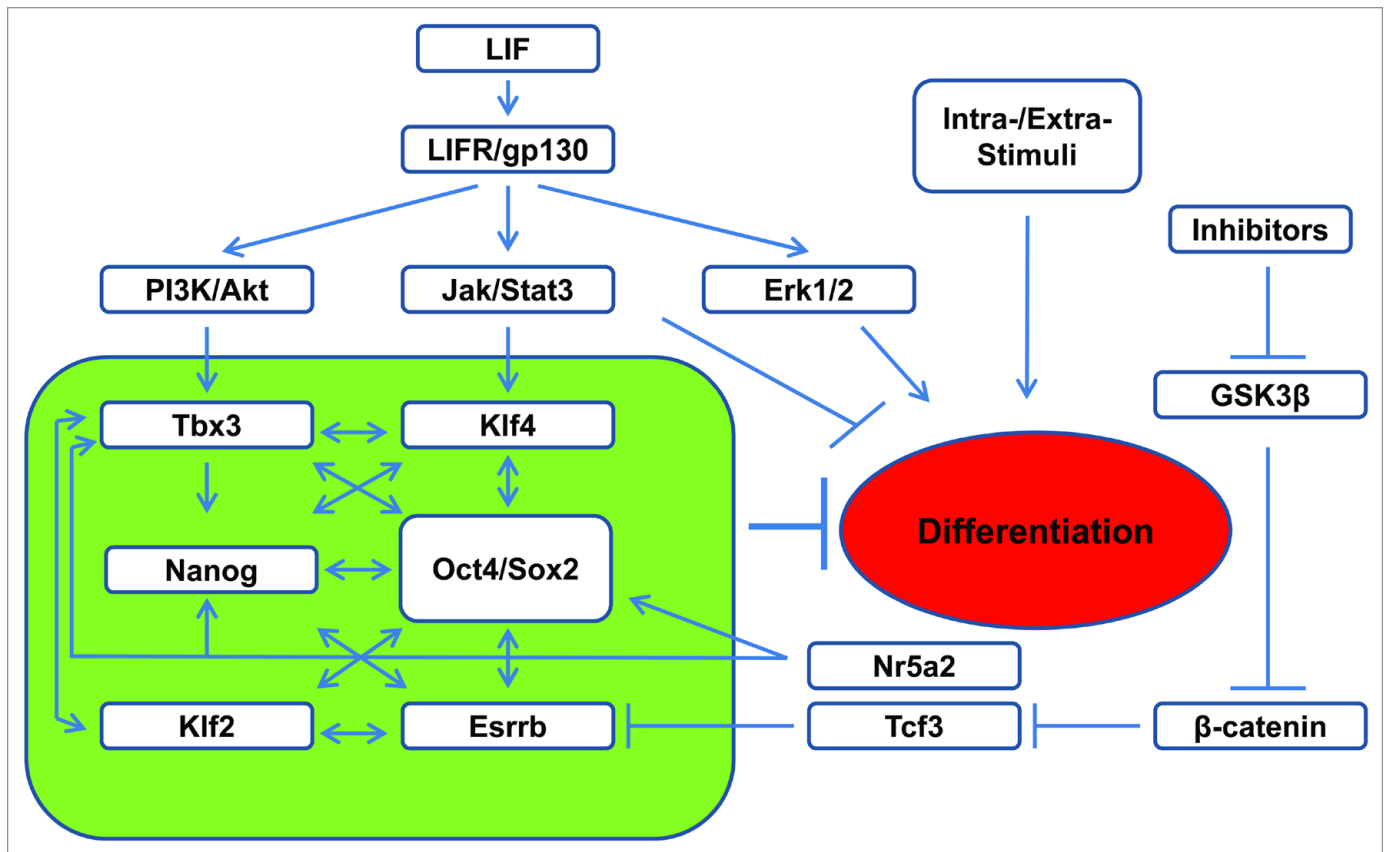 LIF
LIFR/gp130
Intra-/Extra-
Stimuli
Inhibitors
PI3K/Akt
Jak/Stat3
Erk1/2
GSK3β
Tbx3
Klf4
Differentiation
Nanog
Oct4/Sox2
Nr5a2
Klf2
Esrrb
Tcf3
β-catenin